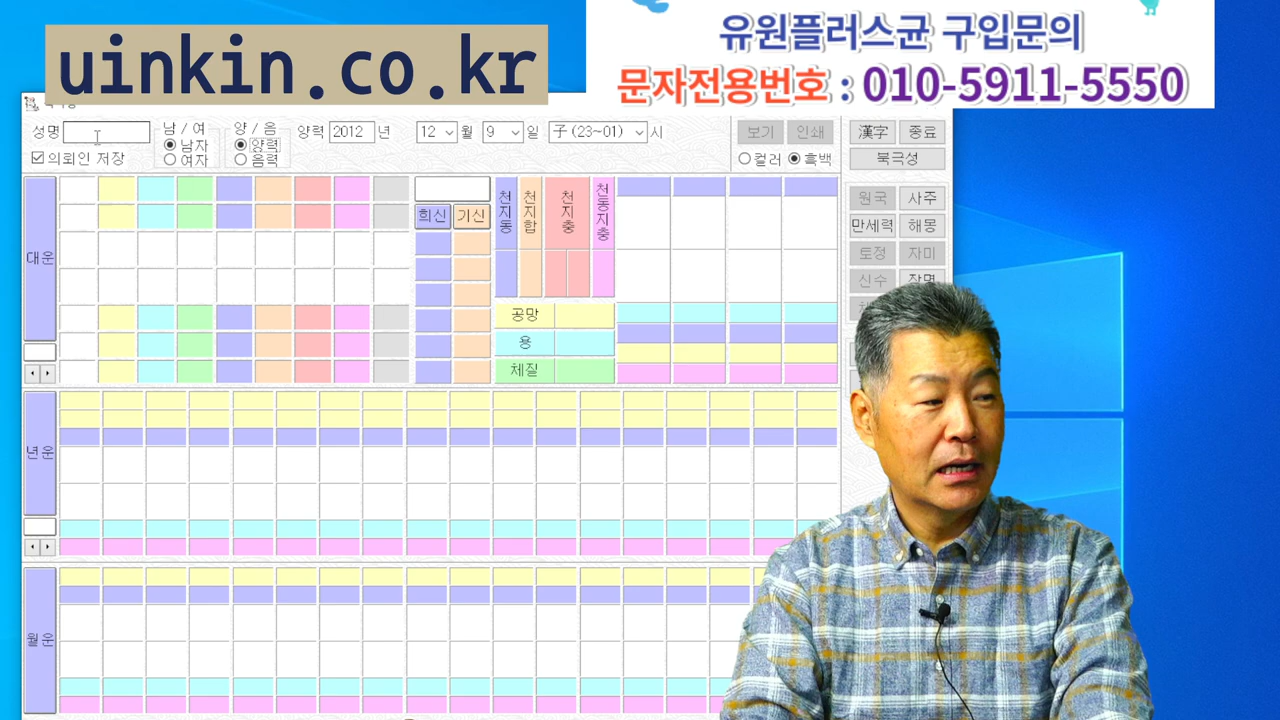 uinkin.co.kr
유원플러스균 구입문의
문자전용번호 : 010-5911-5550
성명
남 / 여
남자
여자
양 / 음
양력
음력
양력 2012 년 12 월 9 일 子 (23~01) 시
의뢰인 저장
보기 인쇄
컬러 흑백
漢字 종료
북극성
대운
희신 기신
천지동
천지합
천지충
천동지충
공망
용
체질
원국 사주
만세력 해몽
토정 자미
신수
년운
월운